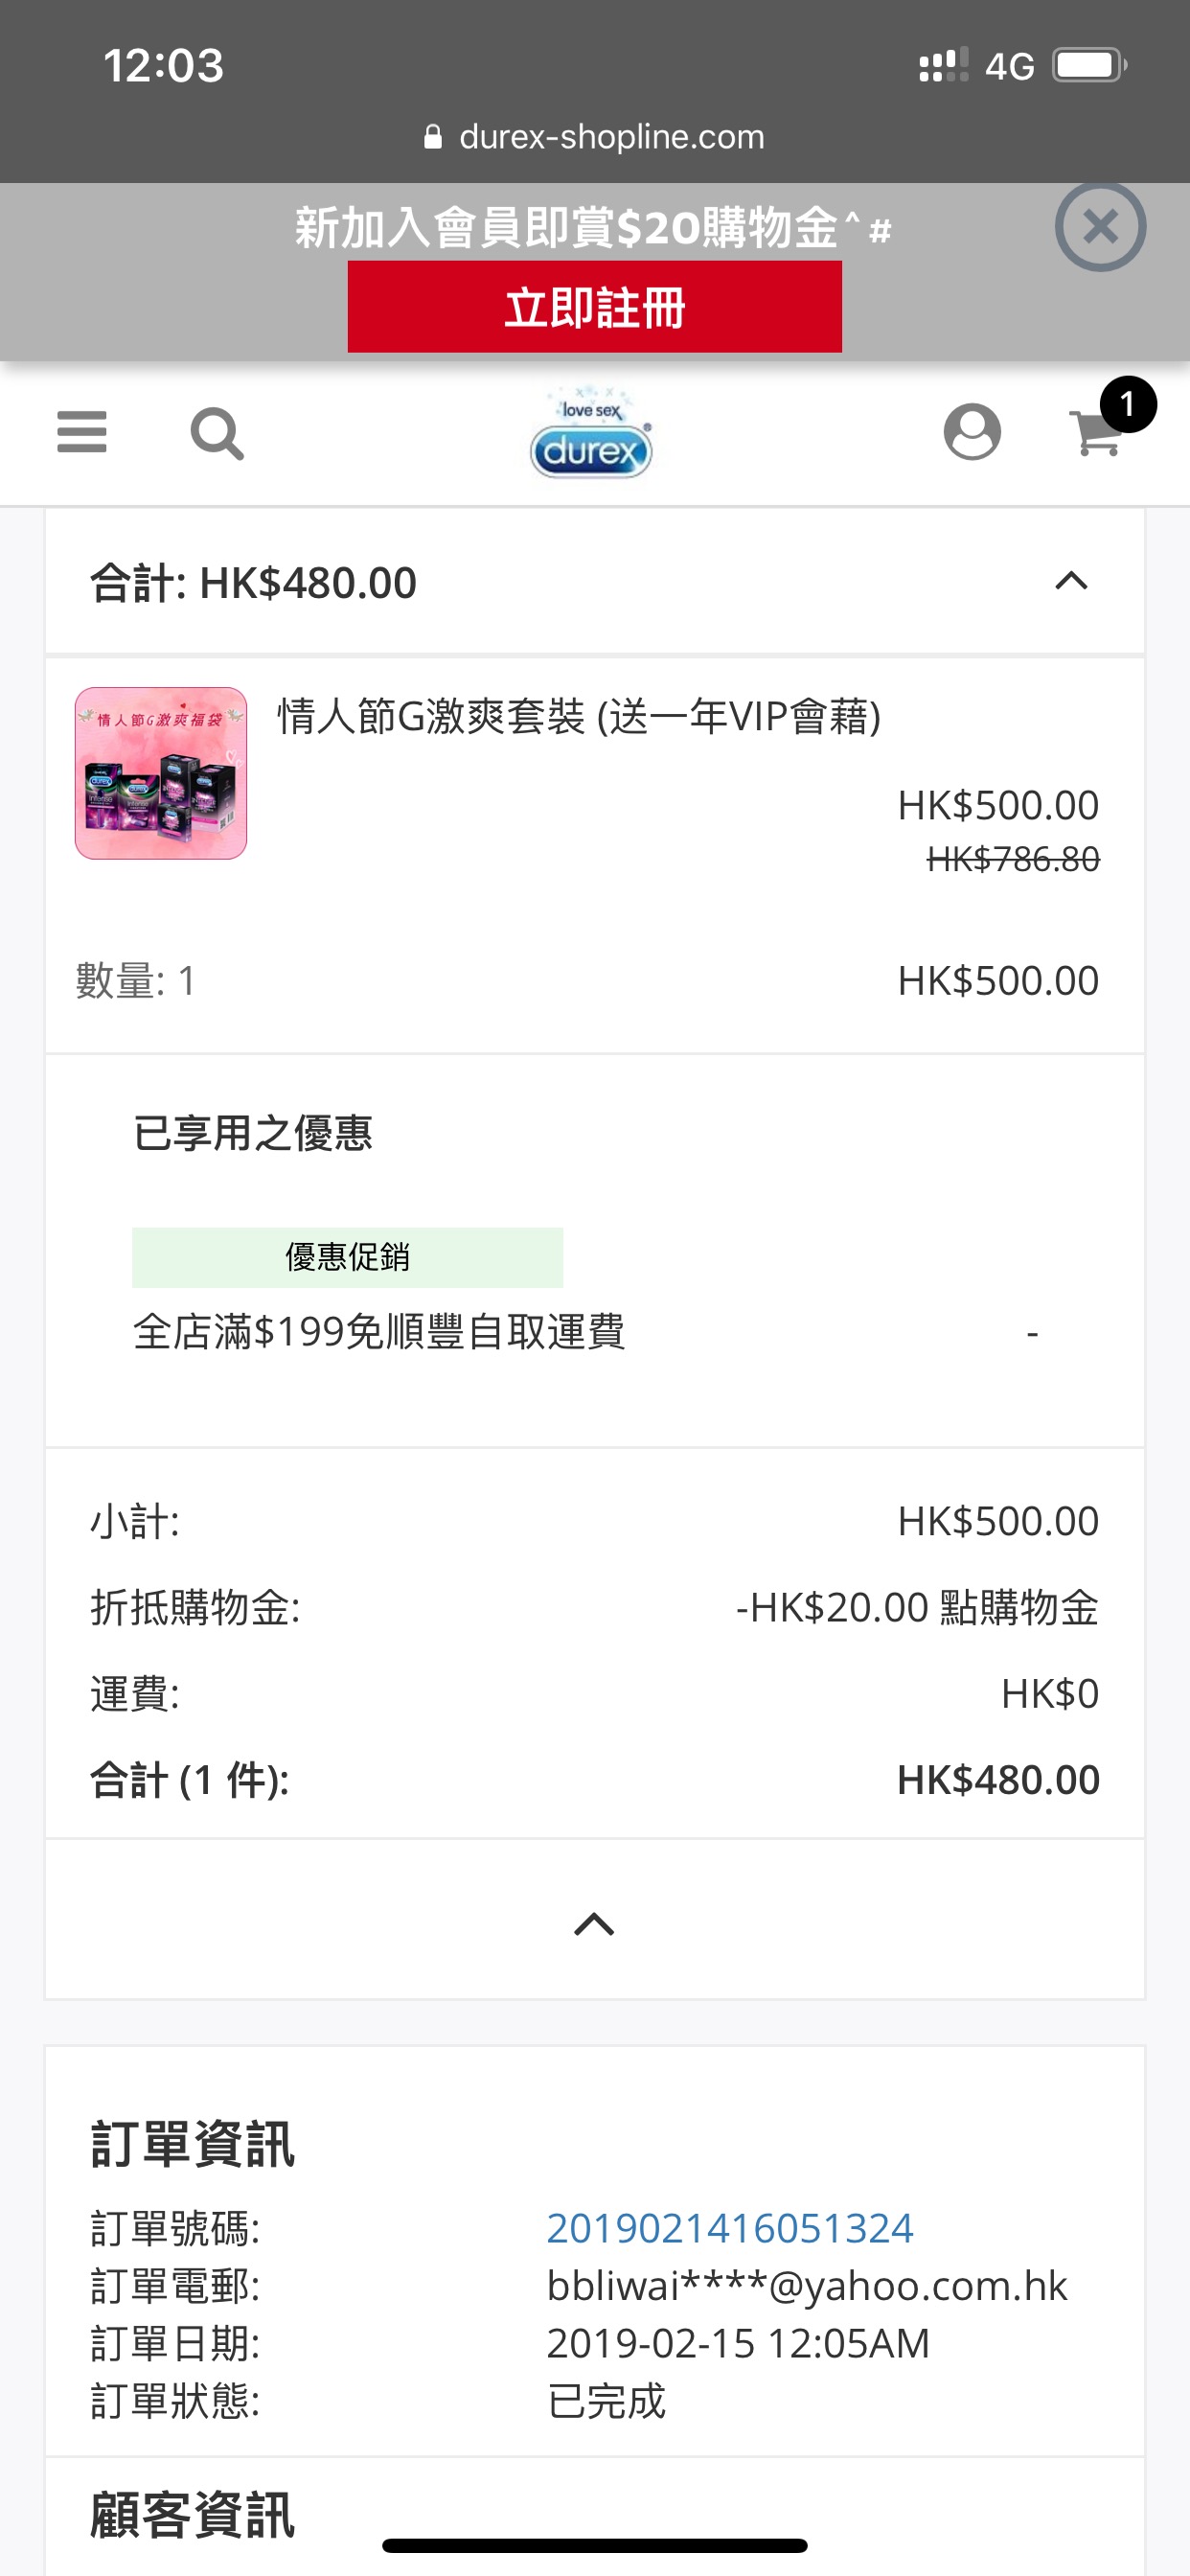 12:03
4G
durex-shopline.com
新加入會員即賞$20購物金^#
立即註冊
love sex
durex®
1
合計: HK$480.00
情人節G激爽福袋
情人節G激爽套裝 (送一年VIP會藉)
HK$500.00
HK$786.80
數量: 1
HK$500.00
已享用之優惠
優惠促銷
全店滿$199免順豐自取運費
-
小計:
HK$500.00
折抵購物金:
-HK$20.00 點購物金
運費:
HK$0
合計 (1 件):
HK$480.00
訂單資訊
訂單號碼:
2019021416051324
訂單電郵:
bbliwai****@yahoo.com.hk
訂單日期:
2019-02-15 12:05AM
訂單狀態:
已完成
顧客資訊